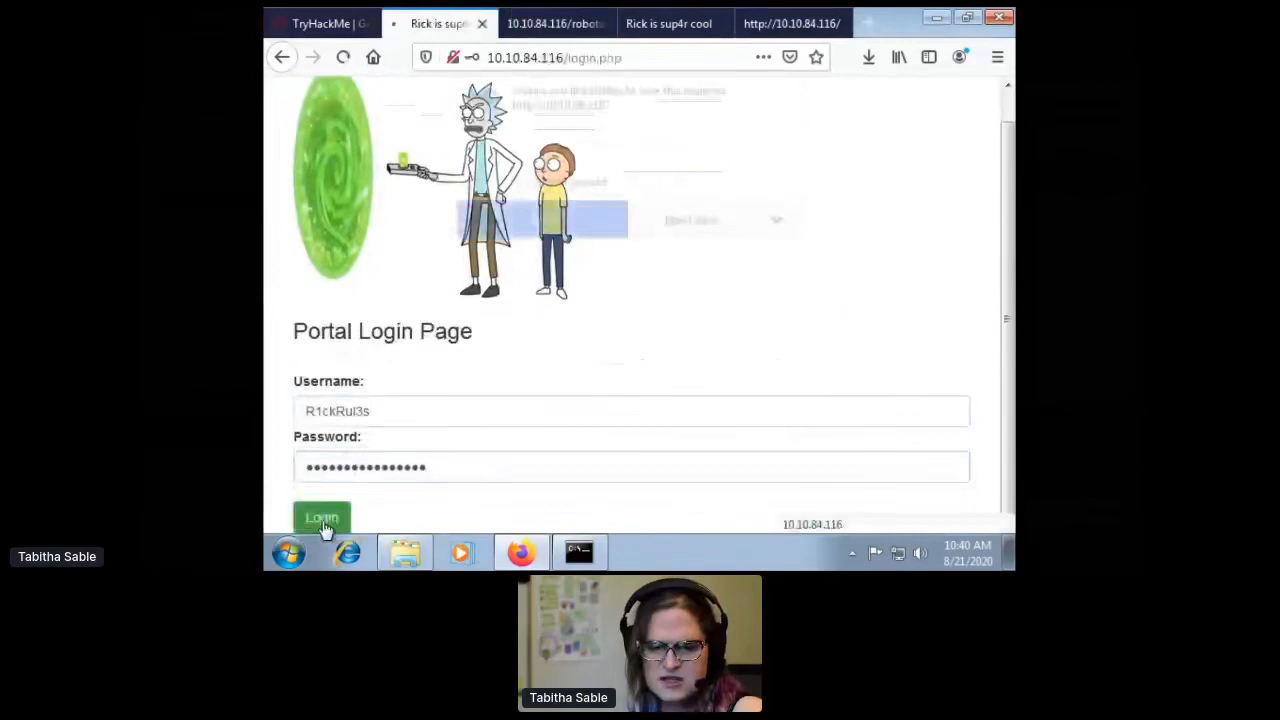 TryHackMe | G
Rick is sup
10.10.84.116/robots
Rick is sup4r cool
http://10.10.84.116/
10.10.84.116/login.php
Portal Login Page
Username:
R1ckRul3s
Password:
••••••••••••••••
Login
10.10.84.116
10:40 AM
8/21/2020
Tabitha Sable
Tabitha Sable